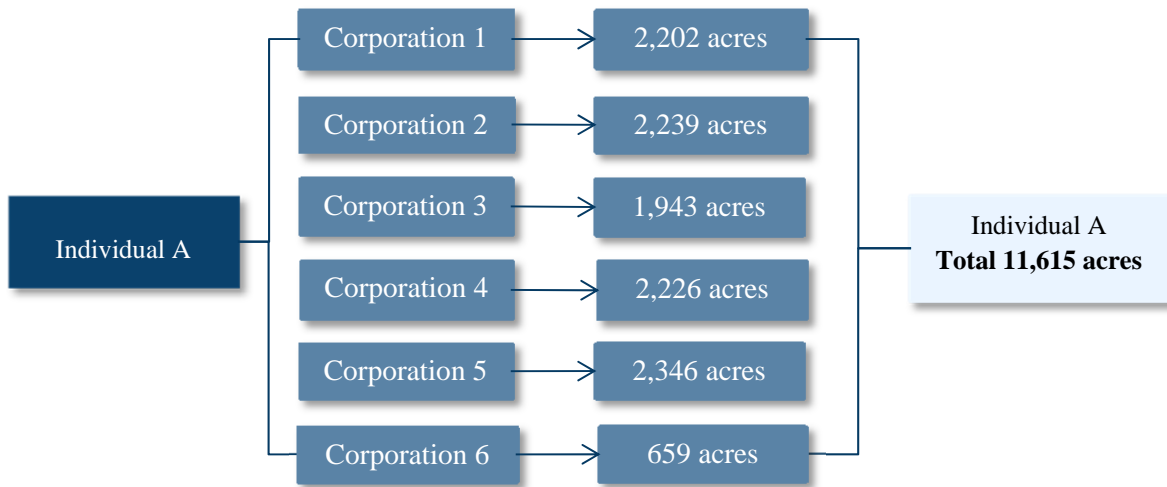 Corporation 1
2,202 acres
Corporation 2
2,239 acres
Corporation 3
1,943 acres
Individual A
Individual A
Total 11,615 acres
Corporation 4
2,226 acres
Corporation 5
2,346 acres
Corporation 6
659 acres